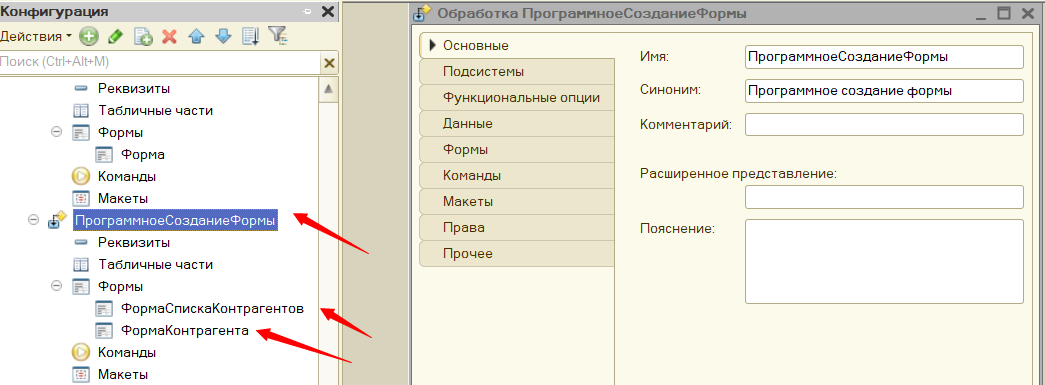 Конфигурация
Действия
Поиск (Ctrl+Alt+M)
Реквизиты
Табличные части
Формы
Форма
Команды
Макеты
ПрограммноеСозданиеФормы
Реквизиты
Табличные части
Формы
ФормаСпискаКонтрагентов
ФормаКонтрагента
Команды
Макеты
Обработка ПрограммноеСозданиеФормы
Основные
Подсистемы
Функциональные опции
Данные
Формы
Команды
Макеты
Права
Прочее
Имя: ПрограммноеСозданиеФормы
Синоним: Программное создание формы
Комментарий:
Расширенное представление:
Пояснение: